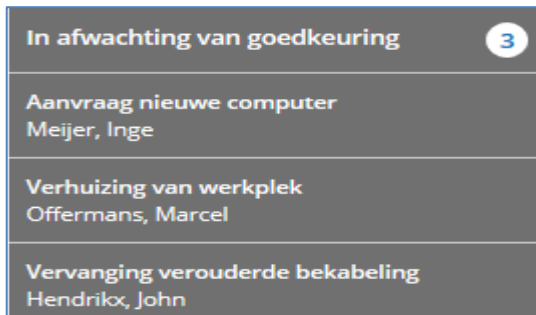 In afwachting van goedkeuring 3
Aanvraag nieuwe computer
Meijer, Inge
Verhuizing van werkplek
Offermans, Marcel
Vervanging verouderde bekabeling
Hendrikx, John